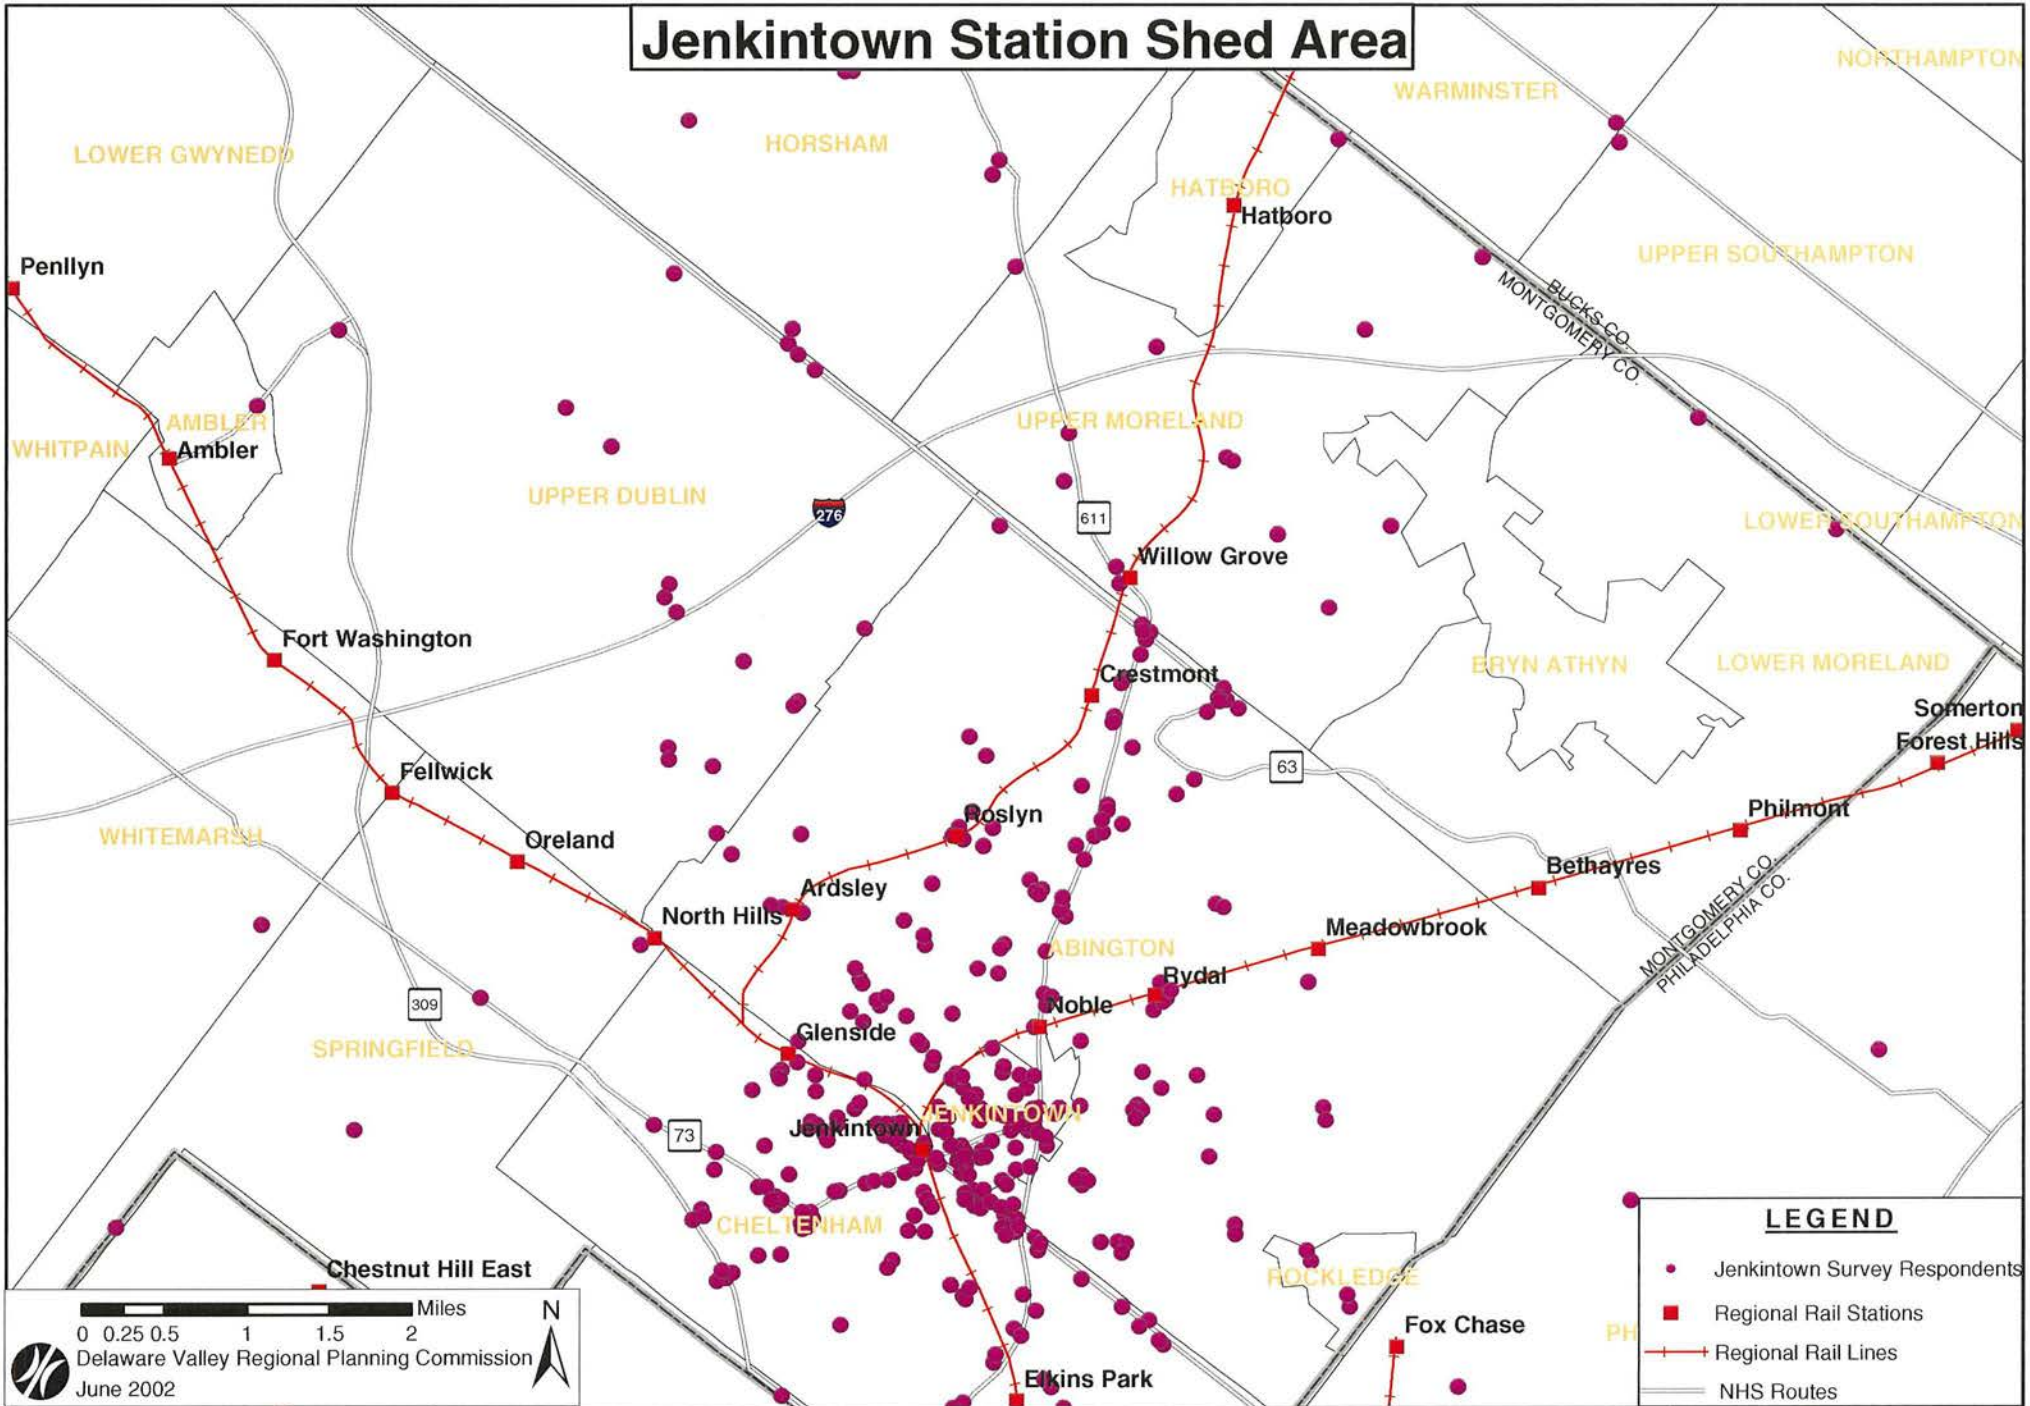 Jenkintown Station Shed Area
NORTHAMPTON
WARMINSTER
HORSHAM
LOWER GWYNEDD
HATBORO
Hatboro
UPPER SOUTHAMPTON
Penllyn
BUCKS CO.
MONTGOMERY CO.
AMBLER
UPPER MORELAND
WHITPAIN
Ambler
UPPER DUBLIN
276
611
LOWER SOUTHAMPTON
Willow Grove
Fort Washington
BRYN ATHYN
LOWER MORELAND
Crestmont
Somerton
Forest Hills
63
Fellwick
Roslyn
Philmont
WHITEMARSH
Oreland
Bethayres
Ardsley
North Hills
Meadowbrook
ABINGTON
MONTGOMERY CO.
PHILADELPHIA CO.
Rydal
309
Noble
Glenside
SPRINGFIELD
JENKINTOWN
Jenkintown
73
CHELTENHAM
LEGEND
Jenkintown Survey Respondents
Regional Rail Stations
Regional Rail Lines
NHS Routes
Chestnut Hill East
ROCKLEDGE
Fox Chase
PH
Elkins Park
Miles
0 0.25 0.5 1 1.5 2
N
Delaware Valley Regional Planning Commission
June 2002